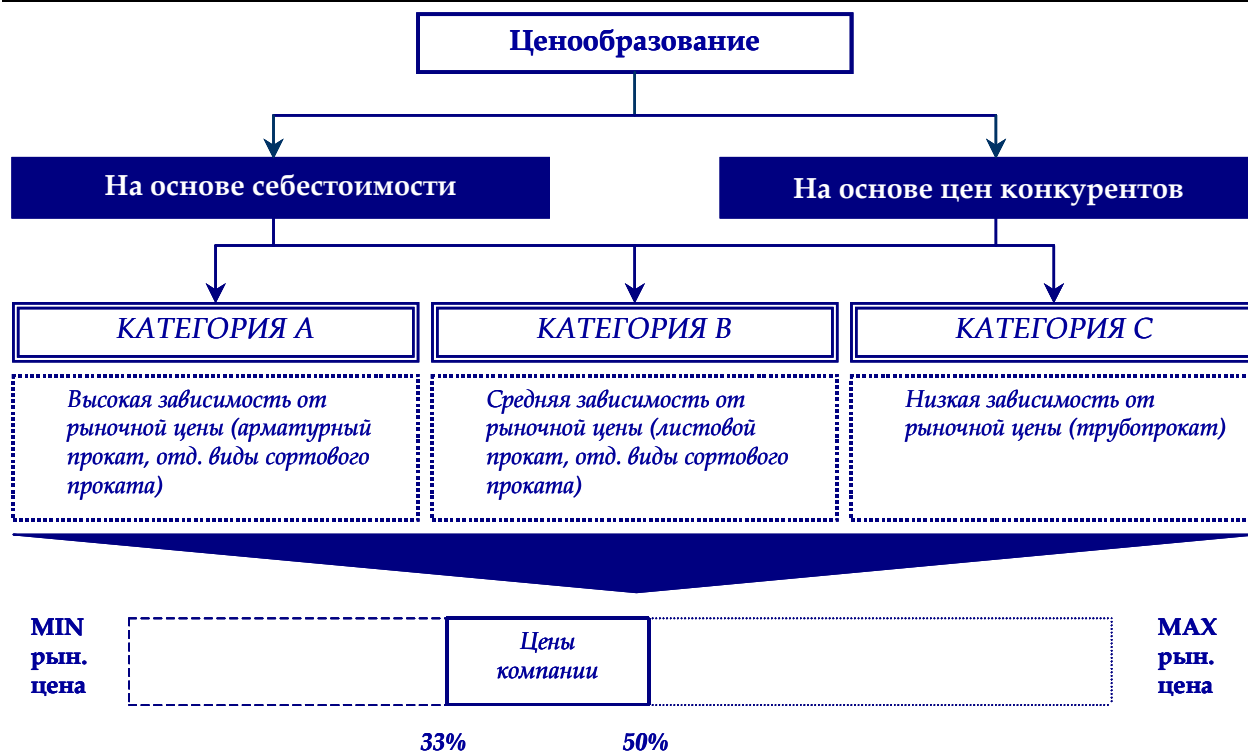 Ценообразование
На основе себестоимости
На основе цен конкурентов
КАТЕГОРИЯ А
КАТЕГОРИЯ В
КАТЕГОРИЯ С
Высокая зависимость от
рыночной цены (арматурный
прокат, отд. виды сортового
проката)
Средняя зависимость от
рыночной цены (листовой
прокат, отд. виды сортового
проката)
Низкая зависимость от
рыночной цены (трубопрокат)
MIN
рын.
цена
Цены
компании
MAX
рын.
цена
33%
50%